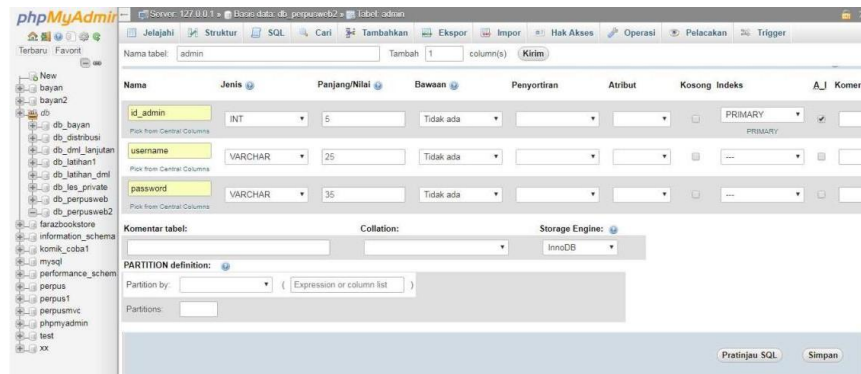 phpMyAdmin
Terbaru Favorit
New
bayan
bayan2
db
db_bayan
db_distribusi
db_dml_lanjutan
db_latihan1
db_latihan_dml
db_les_private
db_perpusweb
db_perpusweb2
farazbookstore
information_schema
komik_coba1
mysql
performance_schem
perpus
perpus1
perpusmvc
phpmyadmin
test
xx
Server: 127.0.0.1 » Basis data: db_perpusweb2 » Tabel: admin
Jelajahi Struktur SQL Cari Tambahkan Ekspor Impor Hak Akses Operasi Pelacakan Trigger
Nama tabel: admin Tambah 1 column(s) Kirim
Nama Jenis Panjang/Nilai Bawaan Penyortiran Atribut Kosong Indeks A_I Komen
id_admin INT 5 Tidak ada PRIMARY
Pick from Central Columns PRIMARY
username VARCHAR 25 Tidak ada ---
Pick from Central Columns
password VARCHAR 35 Tidak ada ---
Pick from Central Columns
Komentar tabel: Collation: Storage Engine:
InnoDB
PARTITION definition:
Partition by: ( Expression or column list )
Partitions:
Pratinjau SQL Simpan